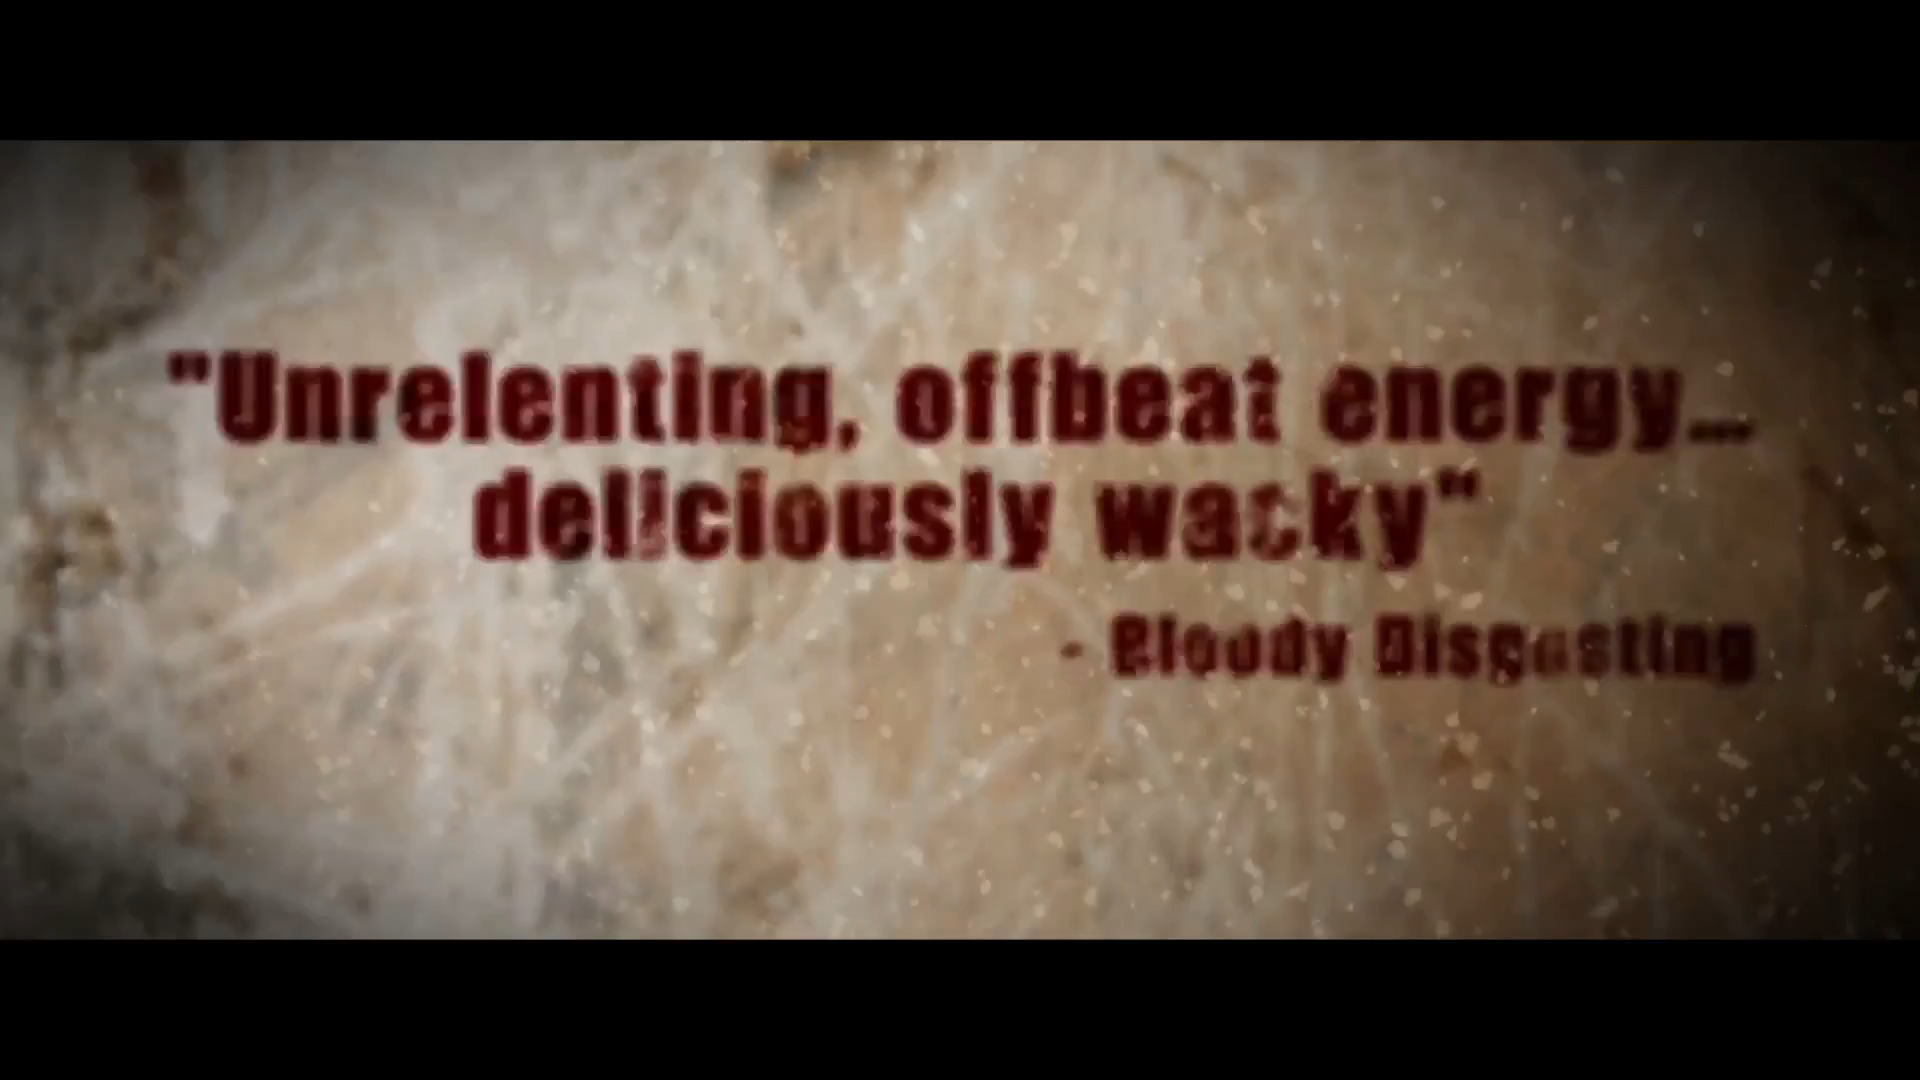 "Unrelenting, offbeat energy...
deliciously wacky"
- Bloody Disgusting